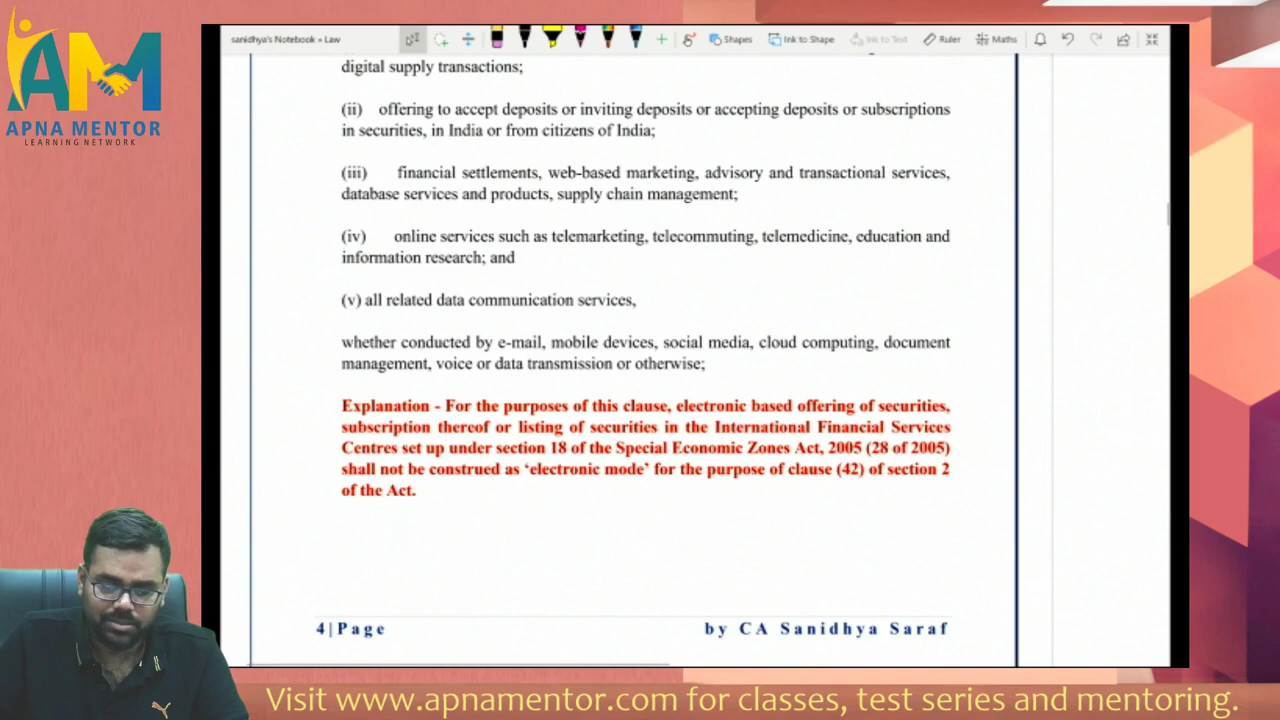 AM
APNA MENTOR
LEARNING NETWORK
sanidhya's Notebook » Law
Shapes
Ink to Shape
Ink to Text
Ruler
Maths
digital supply transactions;
(ii) offering to accept deposits or inviting deposits or accepting deposits or subscriptions
in securities, in India or from citizens of India;
(iii) financial settlements, web-based marketing, advisory and transactional services,
database services and products, supply chain management;
(iv) online services such as telemarketing, telecommuting, telemedicine, education and
information research; and
(v) all related data communication services,
whether conducted by e-mail, mobile devices, social media, cloud computing, document
management, voice or data transmission or otherwise;
Explanation - For the purposes of this clause, electronic based offering of securities,
subscription thereof or listing of securities in the International Financial Services
Centres set up under section 18 of the Special Economic Zones Act, 2005 (28 of 2005)
shall not be construed as ‘electronic mode’ for the purpose of clause (42) of section 2
of the Act.
4|Page
by CA Sanidhya Saraf
Visit www.apnamentor.com for classes, test series and mentoring.